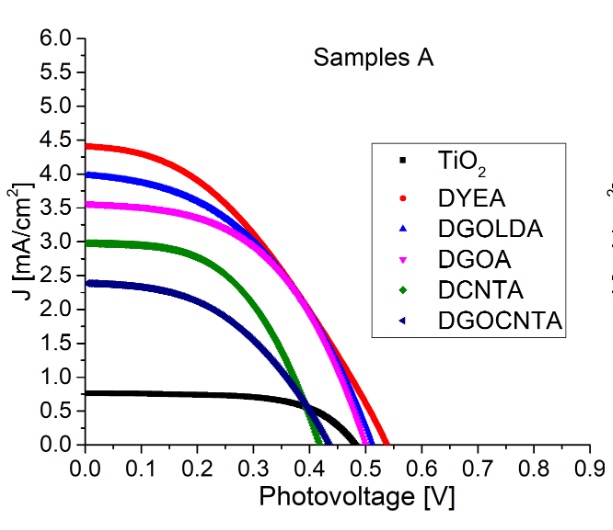 Samples A
6.0
5.5
5.0
4.5
4.0
3.5
3.0
2.5
2.0
1.5
1.0
0.5
0.0
J [mA/cm²]
TiO₂
DYEA
DGOLDA
DGOA
DCNTA
DGOCNTA
0.0 0.1 0.2 0.3 0.4 0.5 0.6 0.7 0.8 0.9
Photovoltage [V]